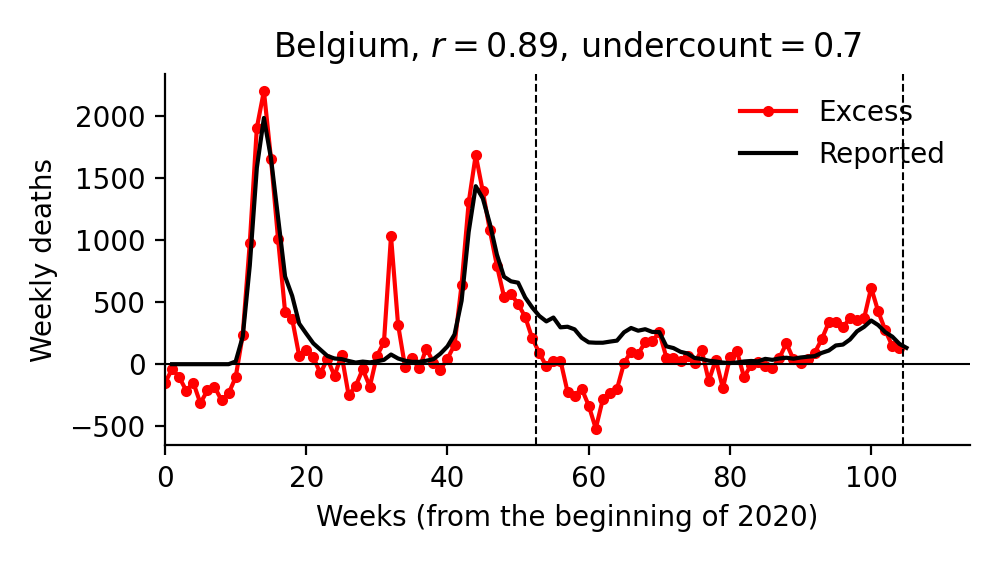 Belgium, r = 0.89, undercount = 0.7
Excess
Reported
Weekly deaths
2000
1500
1000
500
0
−500
0 20 40 60 80 100
Weeks (from the beginning of 2020)